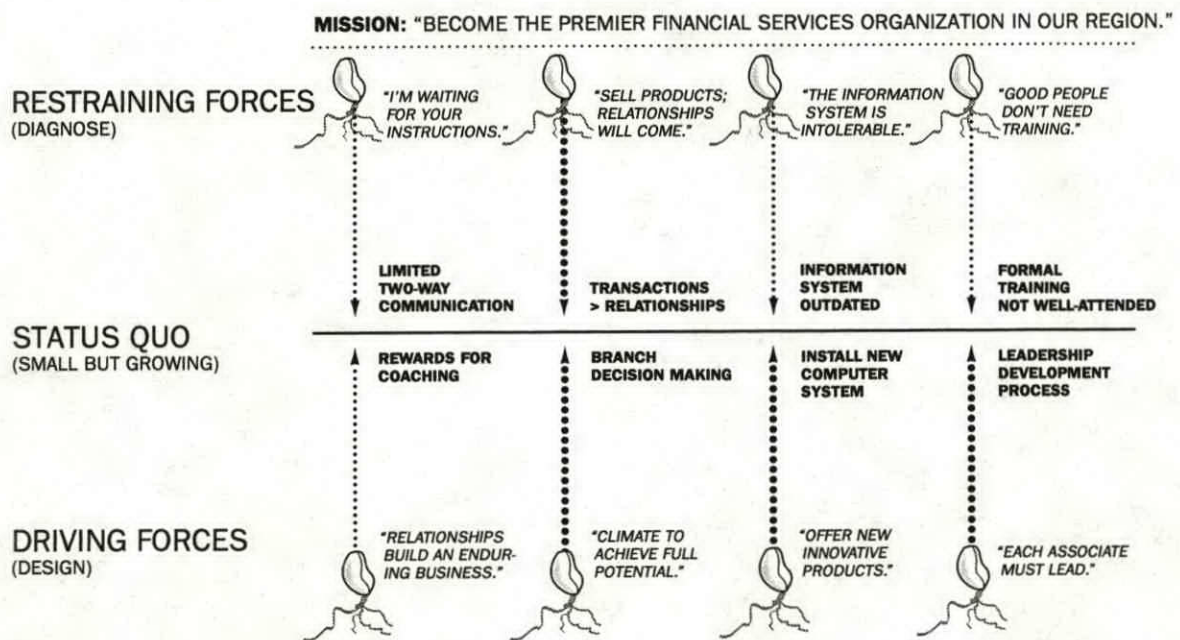 MISSION: "BECOME THE PREMIER FINANCIAL SERVICES ORGANIZATION IN OUR REGION."
RESTRAINING FORCES
(DIAGNOSE)
"I'M WAITING
FOR YOUR
INSTRUCTIONS."
"SELL PRODUCTS;
RELATIONSHIPS
WILL COME."
"THE INFORMATION
SYSTEM IS
INTOLERABLE."
"GOOD PEOPLE
DON'T NEED
TRAINING."
LIMITED
TWO-WAY
COMMUNICATION
TRANSACTIONS
> RELATIONSHIPS
INFORMATION
SYSTEM
OUTDATED
FORMAL
TRAINING
NOT WELL-ATTENDED
STATUS QUO
(SMALL BUT GROWING)
REWARDS FOR
COACHING
BRANCH
DECISION MAKING
INSTALL NEW
COMPUTER
SYSTEM
LEADERSHIP
DEVELOPMENT
PROCESS
DRIVING FORCES
(DESIGN)
"RELATIONSHIPS
BUILD AN ENDUR-
ING BUSINESS."
"CLIMATE TO
ACHIEVE FULL
POTENTIAL."
"OFFER NEW
INNOVATIVE
PRODUCTS."
"EACH ASSOCIATE
MUST LEAD."